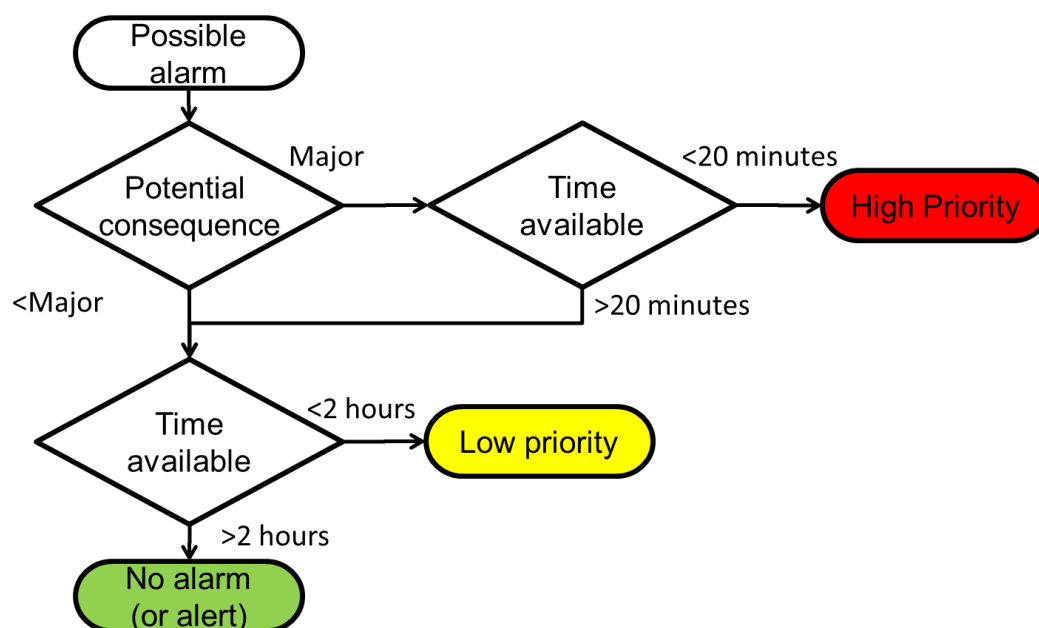 Possible
alarm
Major
<20 minutes
Potential
consequence
Time
available
High Priority
<Major
>20 minutes
Time
available
<2 hours
Low priority
>2 hours
No alarm
(or alert)